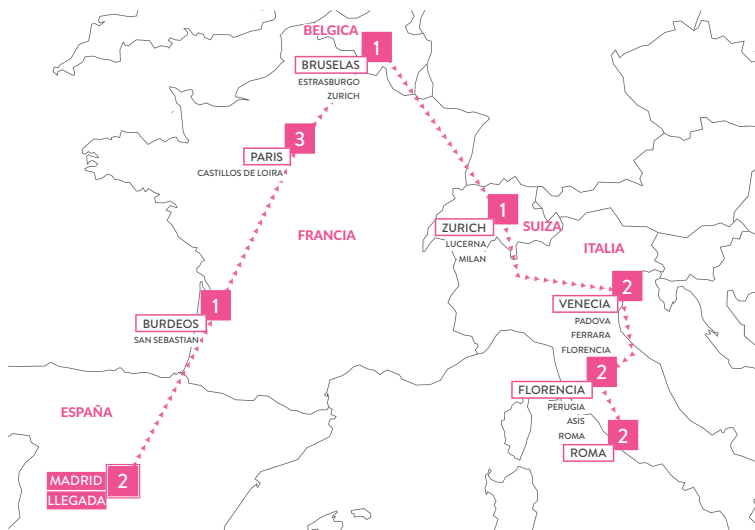 BELGICA
1
BRUSELAS
ESTRASBURGO
ZURICH
3
PARIS
CASTILLOS DE LOIRA
1
ZURICH
SUIZA
LUCERNA
MILAN
FRANCIA
ITALIA
2
VENECIA
PADOVA
FERRARA
FLORENCIA
1
BURDEOS
SAN SEBASTIAN
2
FLORENCIA
PERUGIA
ASIS
ROMA
2
ROMA
ESPAÑA
MADRID
2
LLEGADA